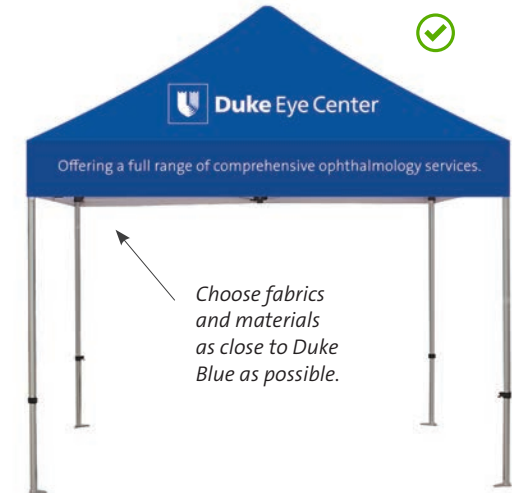 Duke Eye Center
Offering a full range of comprehensive ophthalmology services.
Choose fabrics
and materials
as close to Duke
Blue as possible.